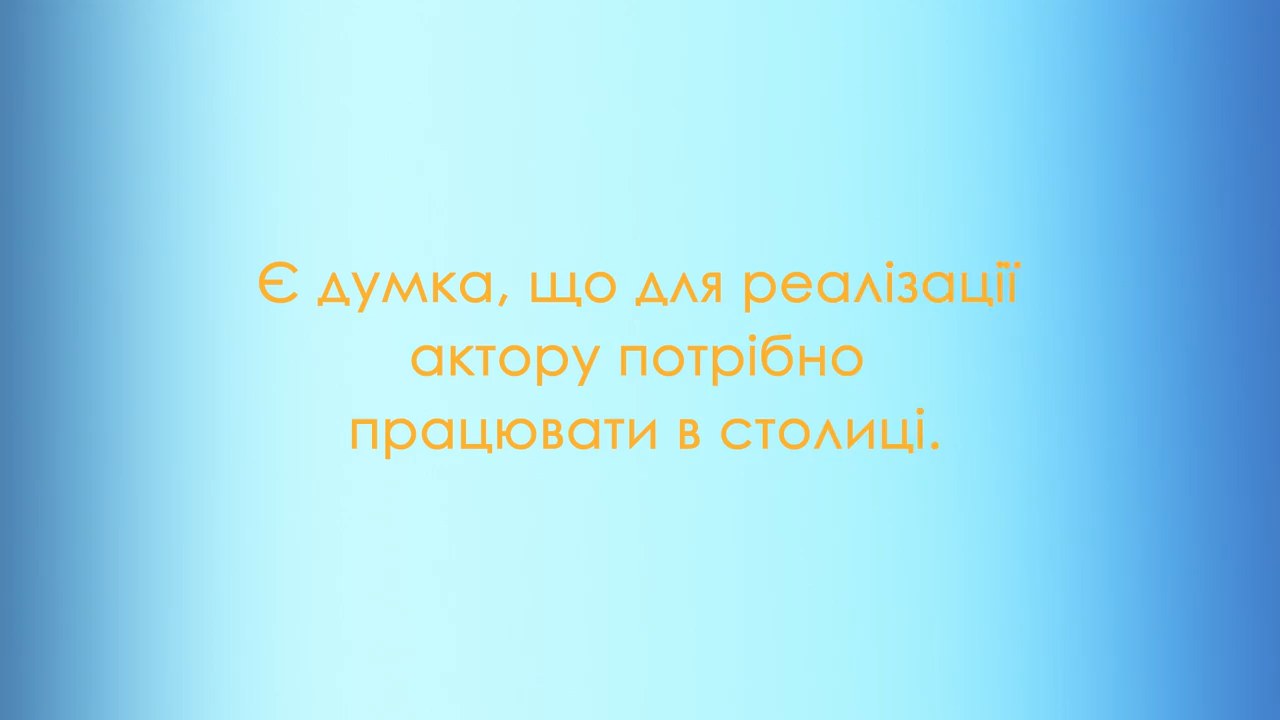 Є думка, що для реалізації
актору потрібно
працювати в столиці.